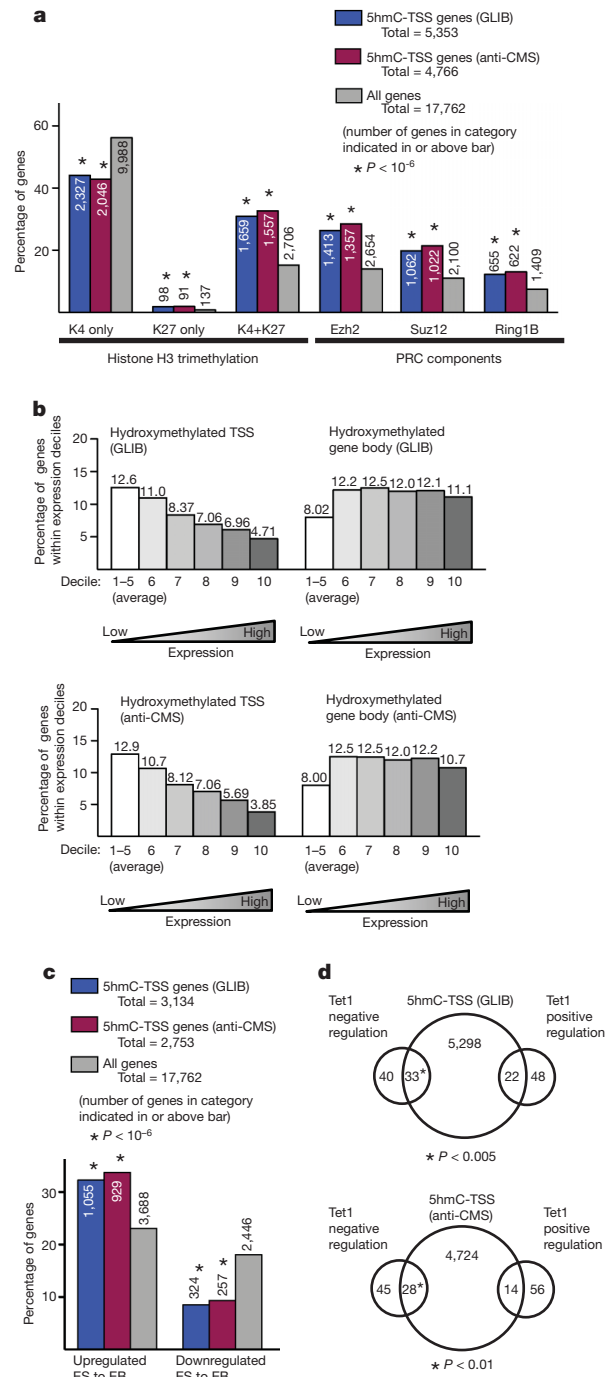 a
5hmC-TSS genes (GLIB)
Total = 5,353
5hmC-TSS genes (anti-CMS)
Total = 4,766
All genes
Total = 17,762
(number of genes in category
indicated in or above bar)
* P < 10⁻⁶
Percentage of genes
60
40
20
* * 2,327 2,046 9,988
* * 98 91 137
* * 1,659 1,557 2,706
* * 1,413 1,357 2,654
* * 1,062 1,022 2,100
* * 655 622 1,409
K4 only K27 only K4+K27 Ezh2 Suz12 Ring1B
Histone H3 trimethylation PRC components
b
Percentage of genes
within expression deciles
20
15
10
5
Hydroxymethylated TSS
(GLIB)
12.6 11.0 8.37 7.06 6.96 4.71
Hydroxymethylated
gene body (GLIB)
8.02 12.2 12.5 12.0 12.1 11.1
Decile: 1–5 6 7 8 9 10 1–5 6 7 8 9 10
(average) (average)
Low High Low High
Expression Expression
Percentage of genes
within expression deciles
20
15
10
5
Hydroxymethylated TSS
(anti-CMS)
12.9 10.7 8.12 7.06 5.69 3.85
Hydroxymethylated
gene body (anti-CMS)
8.00 12.5 12.5 12.0 12.2 10.7
Decile: 1–5 6 7 8 9 10 1–5 6 7 8 9 10
(average) (average)
Low High Low High
Expression Expression
c
5hmC-TSS genes (GLIB)
Total = 3,134
5hmC-TSS genes (anti-CMS)
Total = 2,753
All genes
Total = 17,762
(number of genes in category
indicated in or above bar)
* P < 10⁻⁶
Percentage of genes
30
20
10
* * 1,055 929 3,688
* * 324 257 2,446
Upregulated Downregulated
ES to EB ES to EB
d
Tet1
negative
regulation
5hmC-TSS (GLIB)
Tet1
positive
regulation
5,298
40 33* 22 48
* P < 0.005
Tet1
negative
regulation
5hmC-TSS
(anti-CMS)
Tet1
positive
regulation
4,724
45 28* 14 56
* P < 0.01